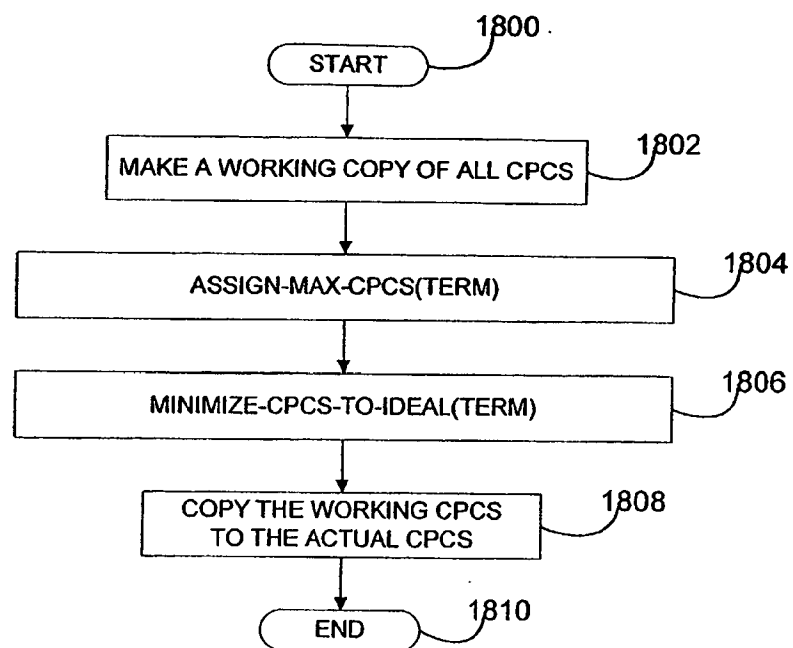 1800
START
1802
MAKE A WORKING COPY OF ALL CPCS
1804
ASSIGN-MAX-CPCS(TERM)
1806
MINIMIZE-CPCS-TO-IDEAL(TERM)
1808
COPY THE WORKING CPCS
TO THE ACTUAL CPCS
1810
END